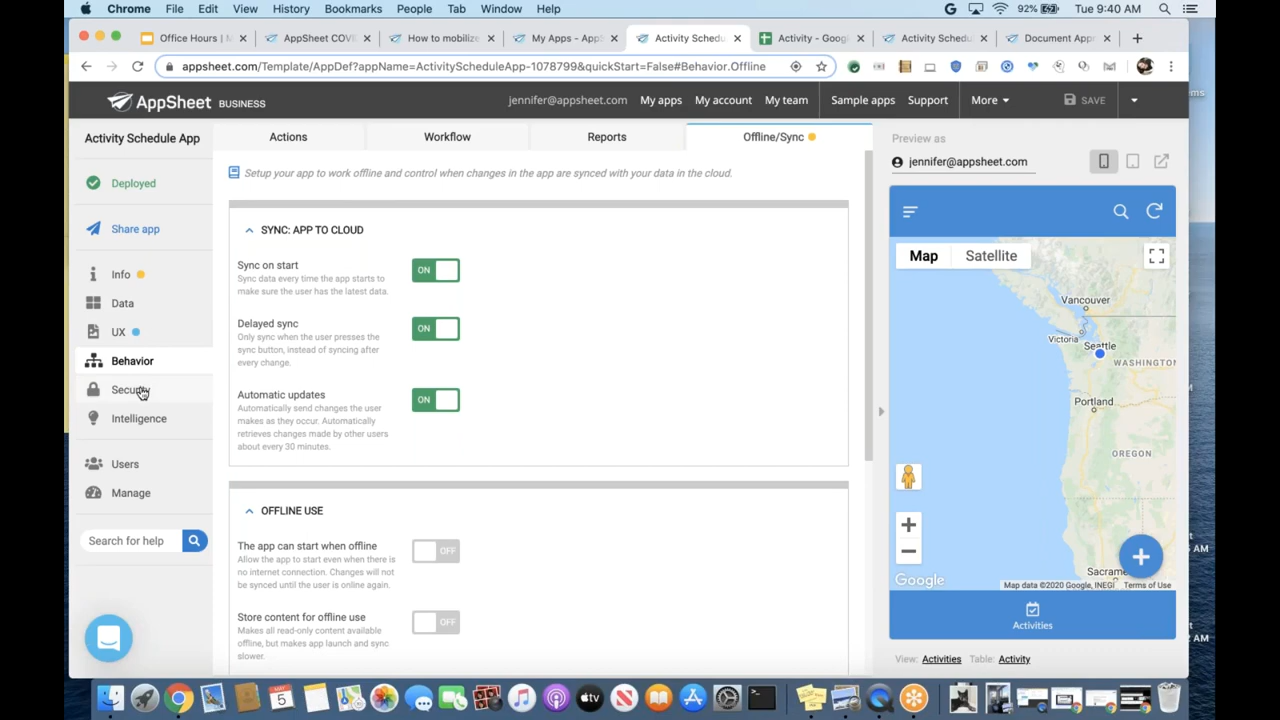 Chrome File Edit View History Bookmarks People Tab Window Help
92% Tue 9:40 AM
Office Hours | M
AppSheet COVI
How to mobilize
My Apps - AppS
Activity Schedu
Activity - Googl
Activity Schedu
Document Appr
appsheet.com/Template/AppDef?appName=ActivityScheduleApp-1078799&quickStart=False#Behavior.Offline
AppSheet BUSINESS
jennifer@appsheet.com My apps My account My team Sample apps Support More SAVE
Activity Schedule App
Actions Workflow Reports Offline/Sync
Preview as
jennifer@appsheet.com
Deployed
Share app
Info
Data
UX
Behavior
Security
Intelligence
Users
Manage
Search for help
Setup your app to work offline and control when changes in the app are synced with your data in the cloud.
SYNC: APP TO CLOUD
Sync on start
ON
Sync data every time the app starts to
make sure the user has the latest data.
Delayed sync
ON
Only sync when the user presses the
sync button, instead of syncing after
every change.
Automatic updates
ON
Automatically send changes the user
makes as they occur. Automatically
retrieves changes made by other users
about every 30 minutes.
OFFLINE USE
The app can start when offline
OFF
Allow the app to start even when there is
no internet connection. Changes will not
be synced until the user is online again.
Store content for offline use
OFF
Makes all read-only content available
offline, but makes app launch and sync
slower.
Map Satellite
Vancouver
Victoria
Seattle
WASHINGTON
Portland
OREGON
Sacrame
Google
Map data ©2020 Google, INEGI Terms of Use
Activities
View: Activities Table: Activity
ems
AM
AM
5